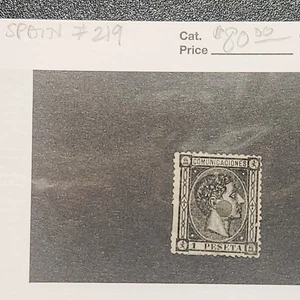 SPAIN #219
Cat.
Price $80.00
COMUNICACIONES
1 PESETA